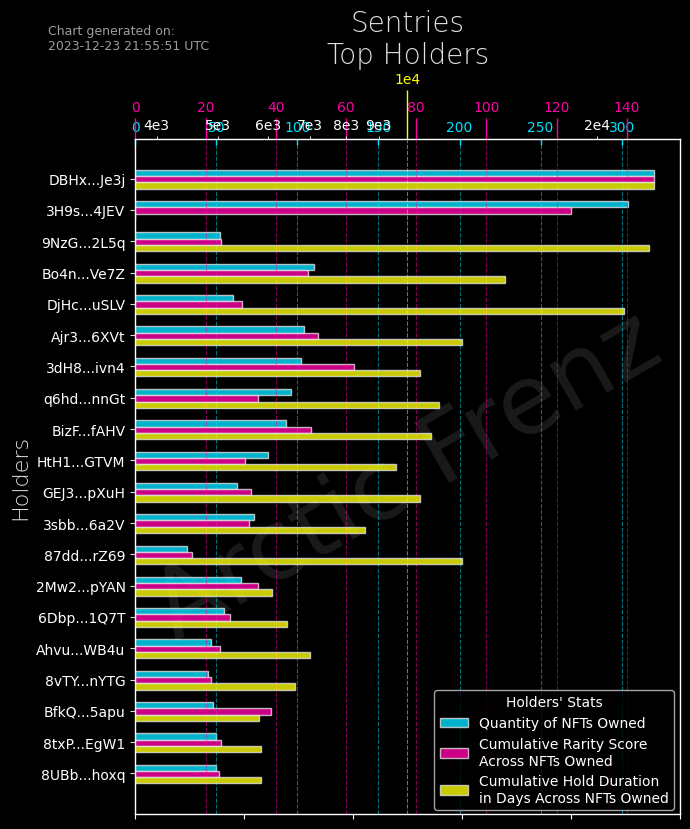 Chart generated on:
2023-12-23 21:55:51 UTC
Sentries
Top Holders
1e4
0 20 40 60 80 100 120 140
0 50 100 150 200 250 300
4e3 5e3 6e3 7e3 8e3 9e3 2e4
Holders
DBHx...Je3j
3H9s...4JEV
9NzG...2L5q
Bo4n...Ve7Z
DjHc...uSLV
Ajr3...6XVt
3dH8...ivn4
q6hd...nnGt
BizF...fAHV
HtH1...GTVM
GEJ3...pXuH
3sbb...6a2V
87dd...rZ69
2Mw2...pYAN
6Dbp...1Q7T
Ahvu...WB4u
8vTY...nYTG
BfkQ...5apu
8txP...EgW1
8UBb...hoxq
Arctic Frenz
Holders' Stats
Quantity of NFTs Owned
Cumulative Rarity Score
Across NFTs Owned
Cumulative Hold Duration
in Days Across NFTs Owned